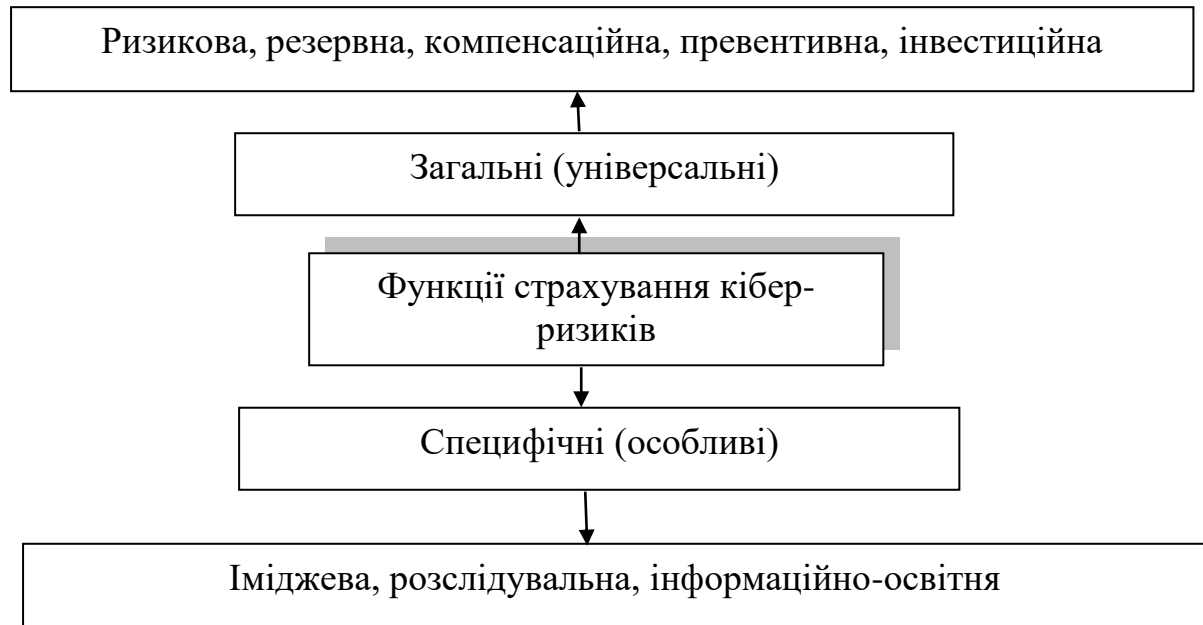 Ризикова, резервна, компенсаційна, превентивна, інвестиційна
Загальні (універсальні)
Функції страхування кібер-
ризиків
Специфічні (особливі)
Іміджева, розслідувальна, інформаційно-освітня